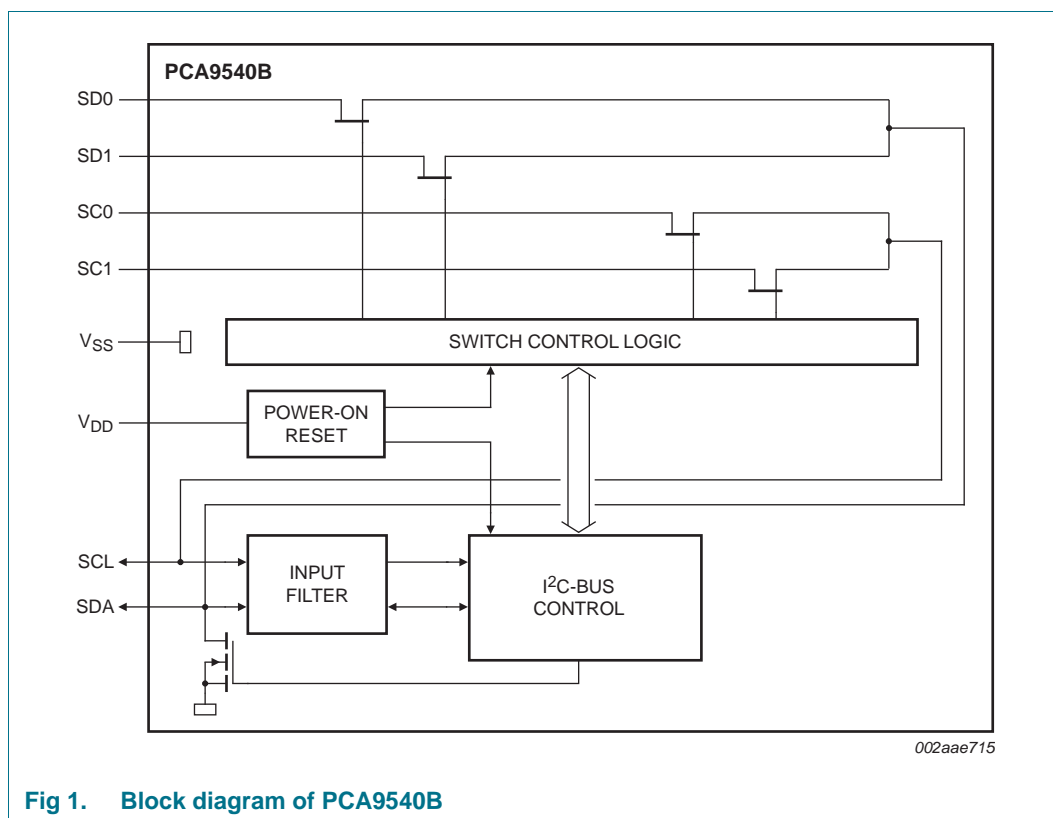 PCA9540B
SD0
SD1
SC0
SC1
VSS
SWITCH CONTROL LOGIC
VDD
POWER-ON
RESET
SCL
SDA
INPUT
FILTER
I2C-BUS
CONTROL
002aae715
Fig 1. Block diagram of PCA9540B